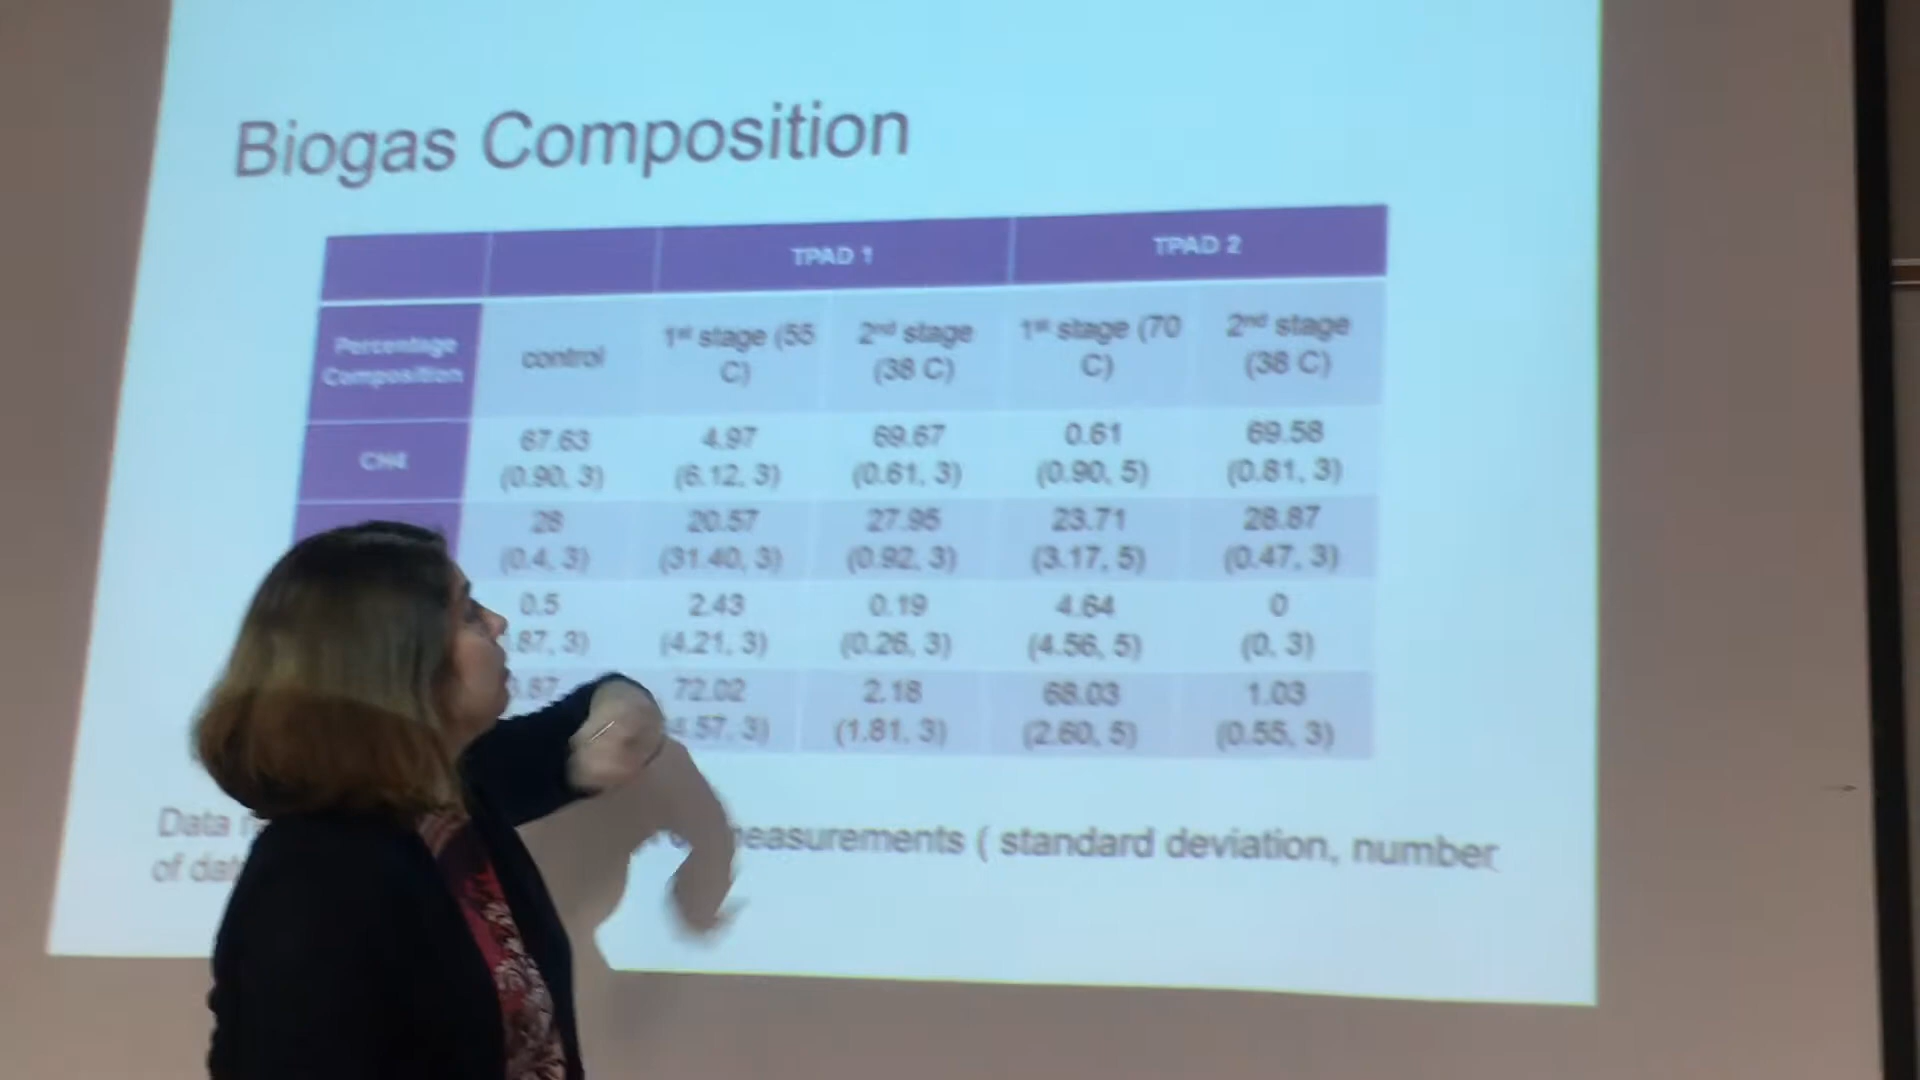 Biogas Composition
TPAD 1 TPAD 2
Percentage Composition control 1st stage (55 C) 2nd stage (38 C) 1st stage (70 C) 2nd stage (38 C)
CH4 67.63 4.97 69.67 0.61 69.58
(0.90, 3) (6.12, 3) (0.61, 3) (0.90, 5) (0.81, 3)
28 20.57 27.95 23.71 28.87
(0.4, 3) (31.40, 3) (0.92, 3) (3.17, 5) (0.47, 3)
0.5 2.43 0.19 4.64 0
87, 3) (4.21, 3) (0.26, 3) (4.56, 5) (0, 3)
72.02 2.18 68.03 1.03
57, 3) (1.81, 3) (2.60, 5) (0.55, 3)
Data measurements ( standard deviation, number
of